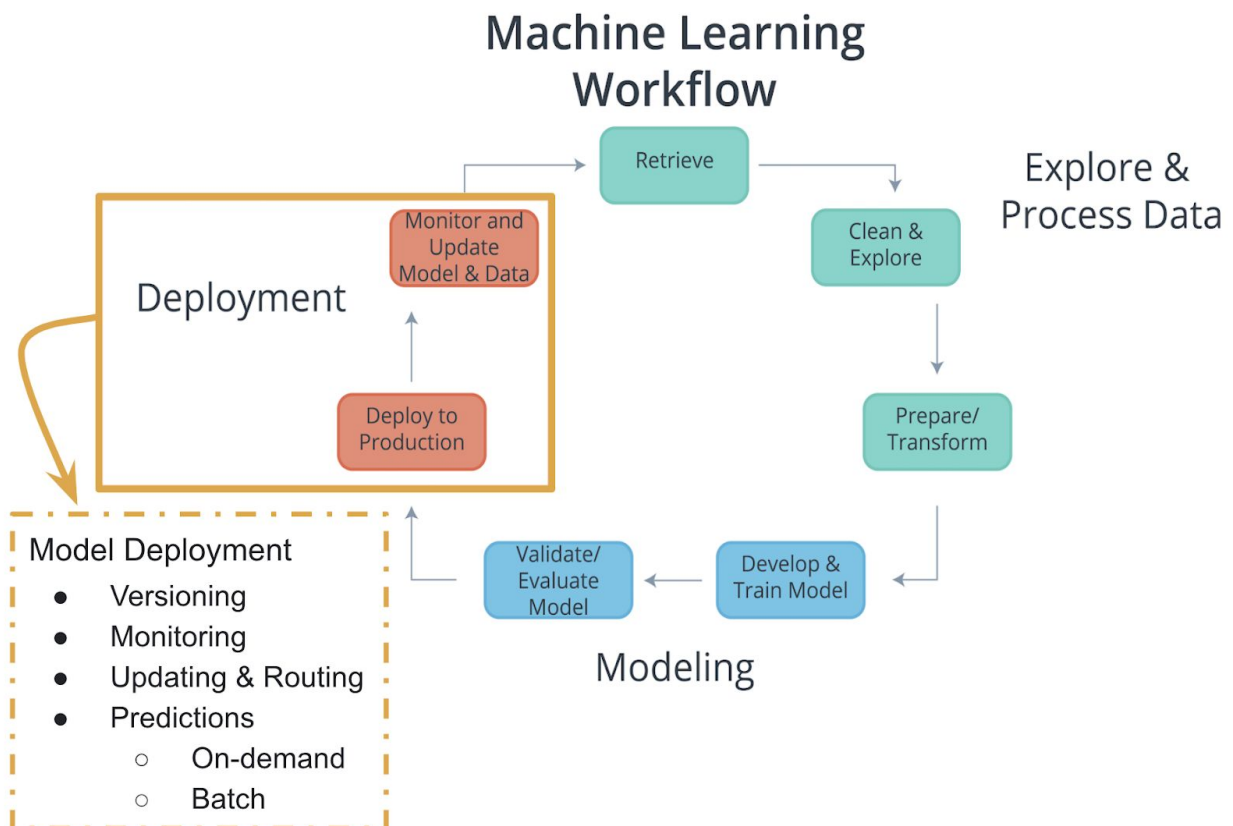 Machine Learning
Workflow
Retrieve
Explore &
Process Data
Clean &
Explore
Prepare/
Transform
Develop &
Train Model
Validate/
Evaluate
Model
Modeling
Deploy to
Production
Monitor and
Update
Model & Data
Deployment
Model Deployment
● Versioning
● Monitoring
● Updating & Routing
● Predictions
○ On-demand
○ Batch